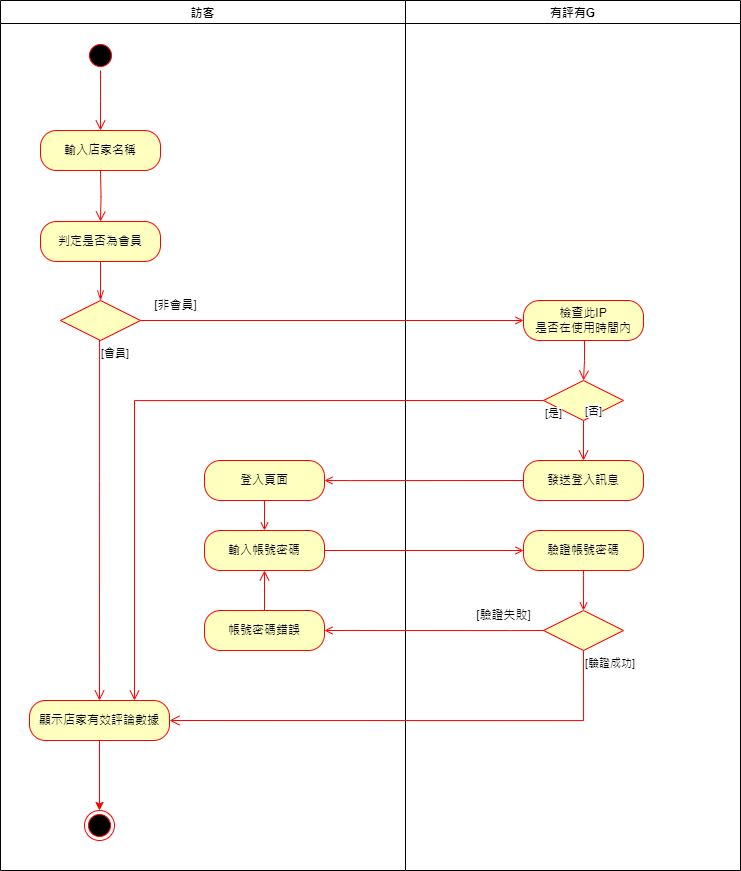 訪客
有評有G
輸入店家名稱
判定是否為會員
[非會員]
[會員]
檢查此IP
是否在使用時間內
[是]
[否]
登入頁面
發送登入訊息
輸入帳號密碼
驗證帳號密碼
帳號密碼錯誤
[驗證失敗]
[驗證成功]
顯示店家有效評論數據